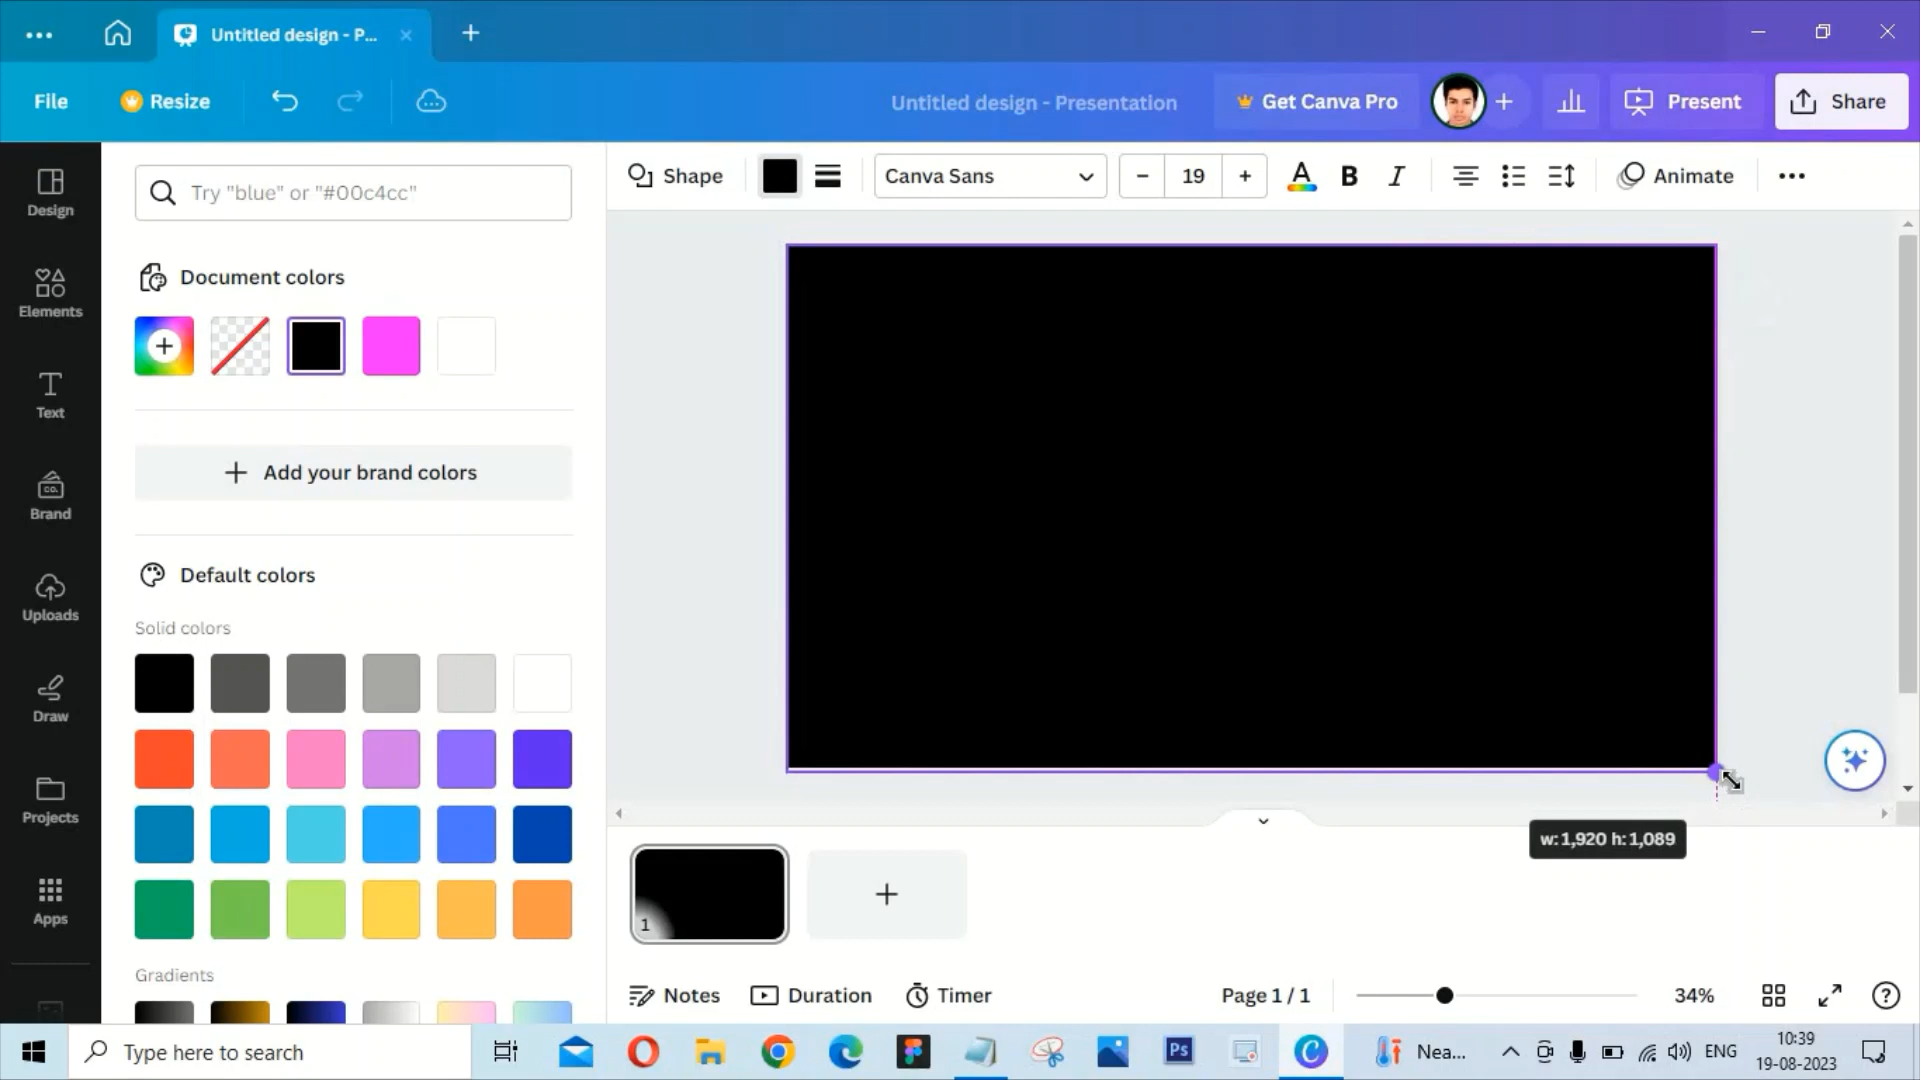 Untitled design - P...
File
Resize
Untitled design - Presentation
Get Canva Pro
Present
Share
Design
Elements
Text
Brand
Uploads
Draw
Projects
Apps
Try "blue" or "#00c4cc"
Document colors
Add your brand colors
Default colors
Solid colors
Gradients
Shape
Canva Sans
19
A
B
I
Animate
w: 1,920 h: 1,089
1
Notes
Duration
Timer
Page 1 / 1
34%
Type here to search
Ps
Nea...
ENG
10:39
19-08-2023